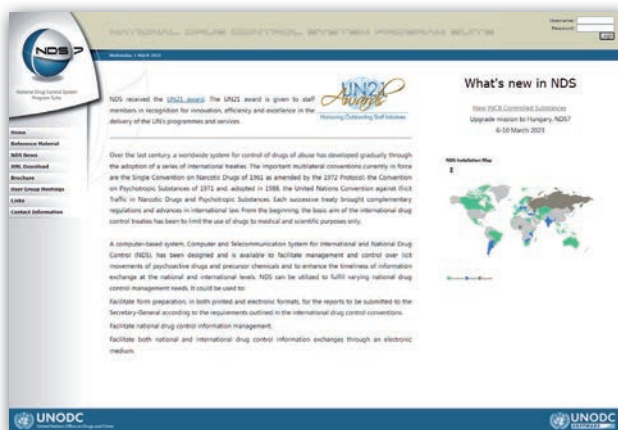 NATIONAL DRUG CONTROL SYSTEM PROGRAM SUITE
Username:
Password:
Login
NDS 7
National Drug Control System
Program Suite
Wednesday, 1 March 2023
Home
Reference Material
NDS News
XML Download
Brochure
User Group Meetings
Links
Contact Information
NDS received the UN21 award. The UN21 award is given to staff
members in recognition for innovation, efficiency and excellence in the
delivery of the UN's programmes and services.
UN21
Awards
Honouring Outstanding Staff Initiatives
Over the last century, a worldwide system for control of drugs of abuse has developed gradually through
the adoption of a series of international treaties. The important multilateral conventions currently in force
are the Single Convention on Narcotic Drugs of 1961 as amended by the 1972 Protocol, the Convention
on Psychotropic Substances of 1971 and, adopted in 1988, the United Nations Convention against Illicit
Traffic in Narcotic Drugs and Psychotropic Substances. Each successive treaty brought complementary
regulations and advances in international law. From the beginning, the basic aim of the international drug
control treaties has been to limit the use of drugs to medical and scientific purposes only.
A computer-based system, Computer and Telecommunication System for International and National Drug
Control (NDS), has been designed and is available to facilitate management and control over licit
movements of psychoactive drugs and precursor chemicals and to enhance the timeliness of information
exchange at the national and international levels. NDS can be utilized to fulfil varying national drug
control management needs. It could be used to:
Facilitate form preparation, in both printed and electronic formats, for the reports to be submitted to the
Secretary-General according to the requirements outlined in the international drug control conventions.
Facilitate national drug control information management.
Facilitate both national and international drug control information exchanges through an electronic
medium.
What's new in NDS
New INCB Controlled Substances
Upgrade mission to Hungary, NDS7
6-10 March 2023
NDS Installation Map
UNODC
United Nations Office on Drugs and Crime
UNODC
SOFTWARE